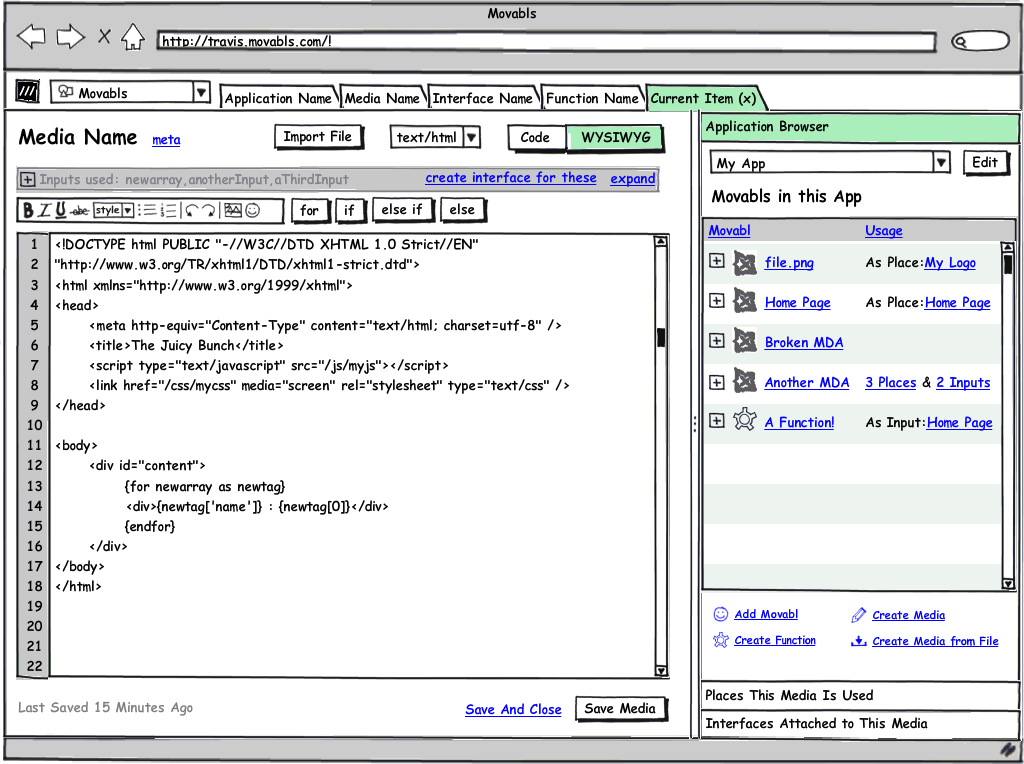 Movabls
http://travis.movabls.com/!
Movabls
Application Name
Media Name
Interface Name
Function Name
Current Item (x)
Media Name
meta
Import File
text/html
Code
WYSIWYG
Inputs used: newarray,anotherInput,aThirdInput
create interface for these
expand
B I U abc style
for
if
else if
else
1 <!DOCTYPE html PUBLIC "-//W3C//DTD XHTML 1.0 Strict//EN"
2 "http://www.w3.org/TR/xhtml1/DTD/xhtml1-strict.dtd">
3 <html xmlns="http://www.w3.org/1999/xhtml">
4 <head>
5 <meta http-equiv="Content-Type" content="text/html; charset=utf-8" />
6 <title>The Juicy Bunch</title>
7 <script type="text/javascript" src="/js/myjs"></script>
8 <link href="/css/mycss" media="screen" rel="stylesheet" type="text/css" />
9 </head>
10
11 <body>
12 <div id="content">
13 {for newarray as newtag}
14 <div>{newtag['name']} : {newtag[0]}</div>
15 {endfor}
16 </div>
17 </body>
18 </html>
19
20
21
22
Last Saved 15 Minutes Ago
Save And Close
Save Media
Application Browser
My App
Edit
Movabls in this App
Movabl Usage
file.png As Place:My Logo
Home Page As Place:Home Page
Broken MDA
Another MDA 3 Places & 2 Inputs
A Function! As Input:Home Page
Add Movabl
Create Media
Create Function
Create Media from File
Places This Media Is Used
Interfaces Attached to This Media